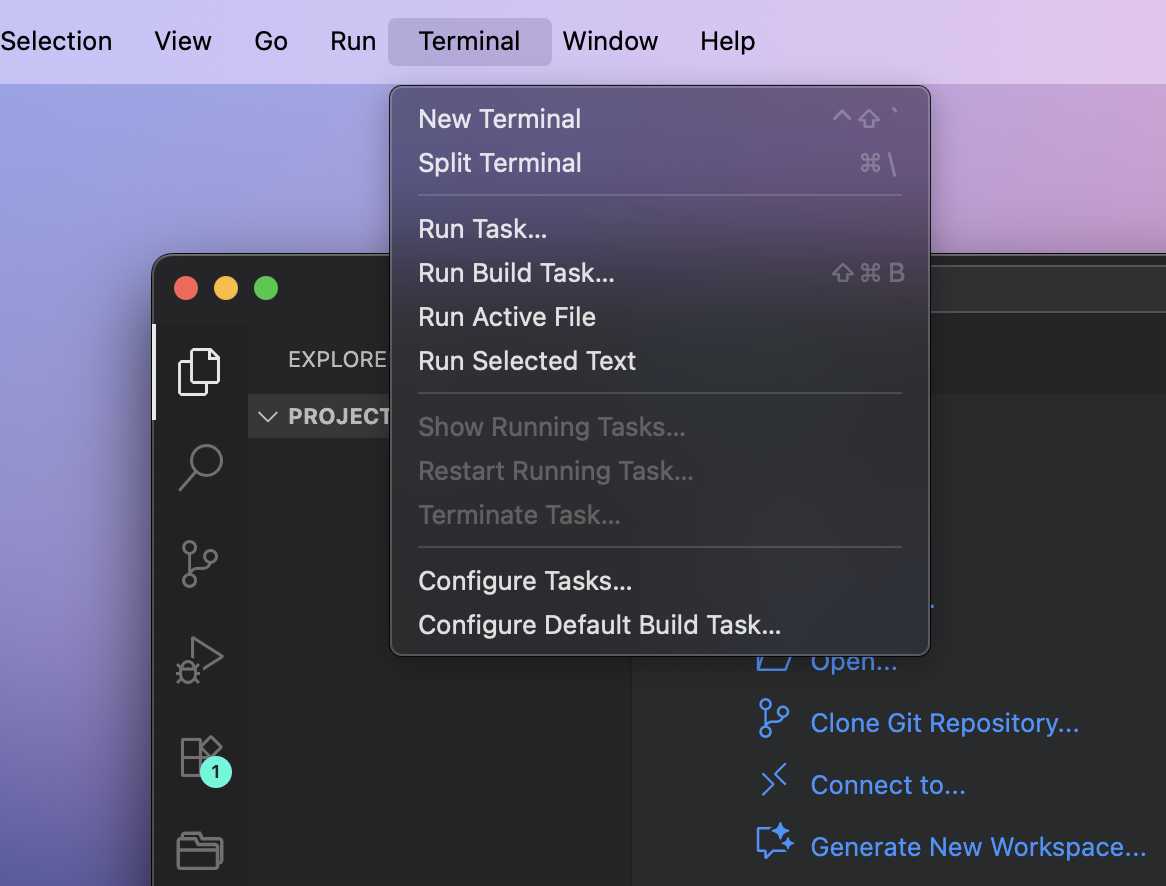 Selection View Go Run Terminal Window Help
New Terminal ^⇧`
Split Terminal ⌘\
Run Task...
Run Build Task... ⇧⌘B
Run Active File
EXPLORE
Run Selected Text
PROJECT
Show Running Tasks...
Restart Running Task...
Terminate Task...
Configure Tasks...
Configure Default Build Task...
Open...
Clone Git Repository...
1
Connect to...
Generate New Workspace...